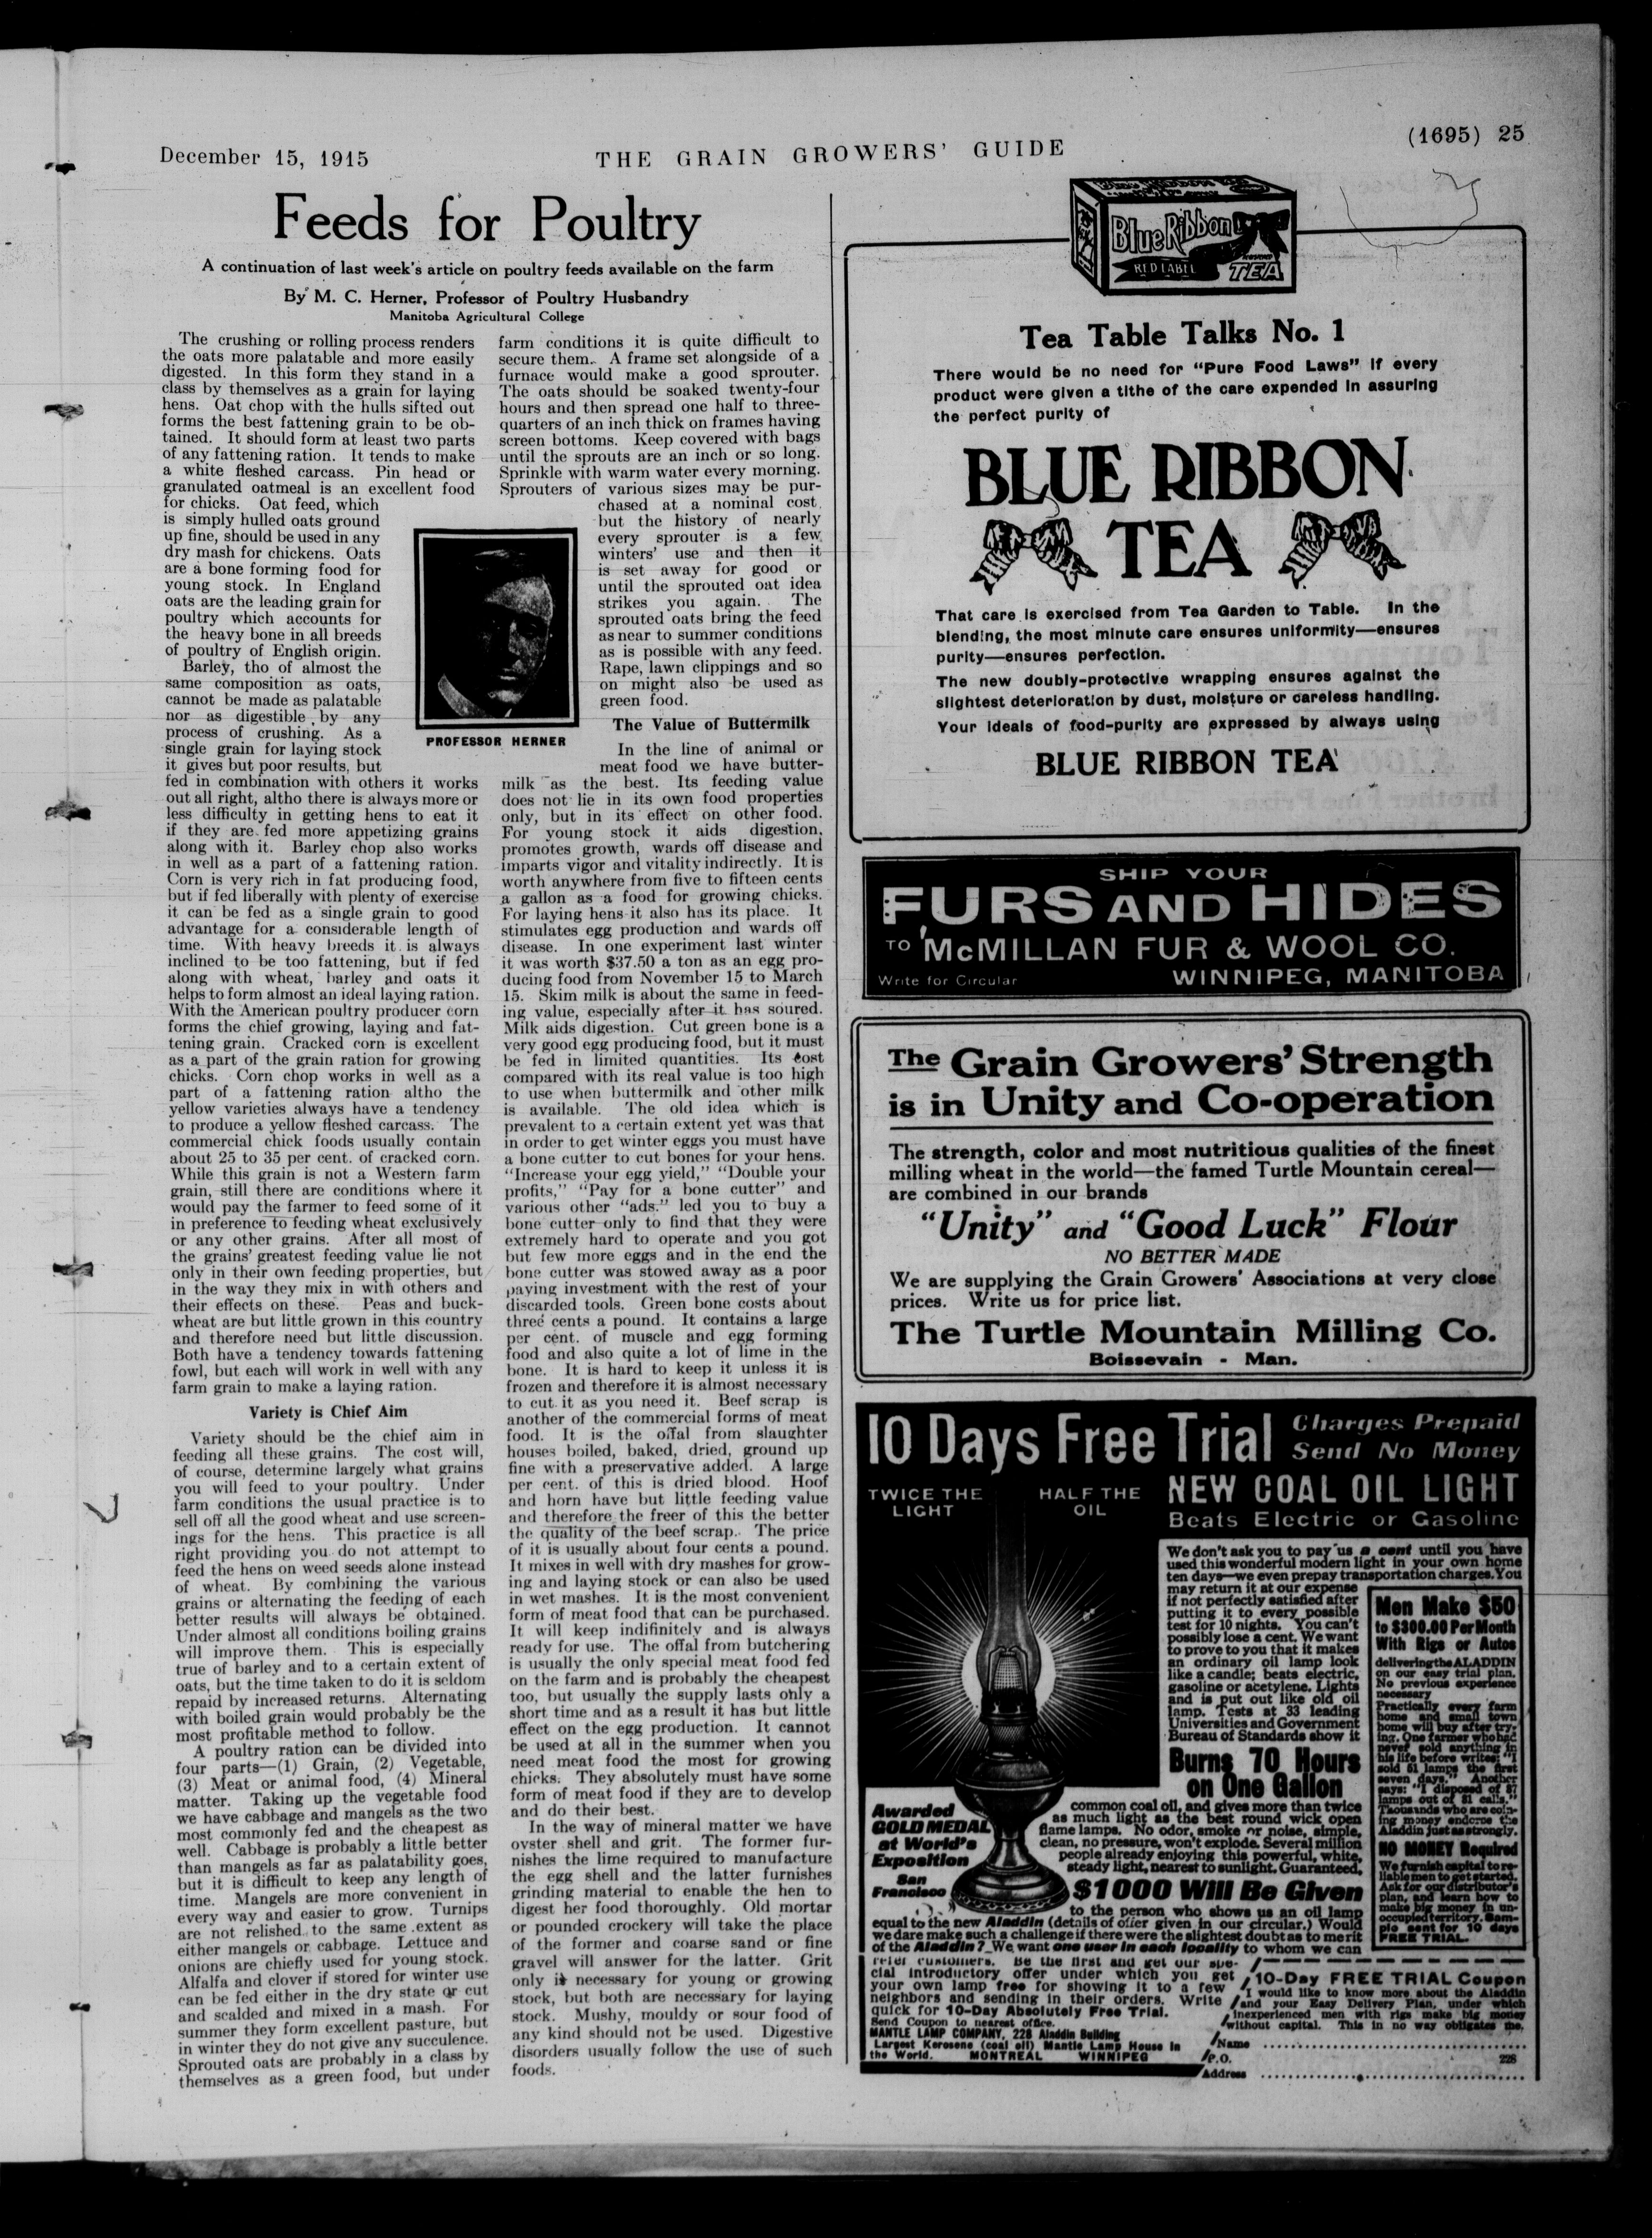 December 15, 1915
THE GRAIN GROWERS' GUIDE
(1695) 25
Feeds for Poultry
A continuation of last week's article on poultry feeds available on the farm
By M. C. Herner, Professor of Poultry Husbandry
Manitoba Agricultural College
The crushing or rolling process renders
the oats more palatable and more easily
digested. In this form they stand in a
class by themselves as a grain for laying
hens. Oat chop with the hulls sifted out
forms the best fattening grain to be ob-
tained. It should form at least two parts
of any fattening ration. It tends to make
a white fleshed carcass. Pin head or
granulated oatmeal is an excellent food
for chicks. Oat feed, which
is simply hulled oats ground
up fine, should be used in any
dry mash for chickens. Oats
are a bone forming food for
young stock. In England
oats are the leading grain for
poultry which accounts for
the heavy bone in all breeds
of poultry of English origin.
Barley, tho of almost the
same composition as oats,
cannot be made as palatable
nor as digestible by any
process of crushing. As a
single grain for laying stock
it gives but poor results, but
fed in combination with others it works
out all right, altho there is always more or
less difficulty in getting hens to eat it
if they are fed more appetizing grains
along with it. Barley chop also works
in well as a part of a fattening ration.
Corn is very rich in fat producing food,
but if fed liberally with plenty of exercise
it can be fed as a single grain to good
advantage for a considerable length of
time. With heavy breeds it is always
inclined to be too fattening, but if fed
along with wheat, barley and oats it
helps to form almost an ideal laying ration.
With the American poultry producer corn
forms the chief growing, laying and fat-
tening grain. Cracked corn is excellent
as a part of the grain ration for growing
chicks. Corn chop works in well as a
part of a fattening ration altho the
yellow varieties always have a tendency
to produce a yellow fleshed carcass. The
commercial chick foods usually contain
about 25 to 35 per cent. of cracked corn.
While this grain is not a Western farm
grain, still there are conditions where it
would pay the farmer to feed some of it
in preference to feeding wheat exclusively
or any other grains. After all most of
the grains' greatest feeding value lie not
only in their own feeding properties, but
in the way they mix in with others and
their effects on these. Peas and buck-
wheat are but little grown in this country
and therefore need but little discussion.
Both have a tendency towards fattening
fowl, but each will work in well with any
farm grain to make a laying ration.
Variety is Chief Aim
Variety should be the chief aim in
feeding all these grains. The cost will,
of course, determine largely what grains
you will feed to your poultry. Under
farm conditions the usual practice is to
sell off all the good wheat and use screen-
ings for the hens. This practice is all
right providing you do not attempt to
feed the hens on weed seeds alone instead
of wheat. By combining the various
grains or alternating the feeding of each
better results will always be obtained.
Under almost all conditions boiling grains
will improve them. This is especially
true of barley and to a certain extent of
oats, but the time taken to do it is seldom
repaid by increased returns. Alternating
with boiled grain would probably be the
most profitable method to follow.
A poultry ration can be divided into
four parts—(1) Grain, (2) Vegetable,
(3) Meat or animal food, (4) Mineral
matter. Taking up the vegetable food
we have cabbage and mangels as the two
most commonly fed and the cheapest as
well. Cabbage is probably a little better
than mangels as far as palatability goes,
but it is difficult to keep any length of
time. Mangels are more convenient in
every way and easier to grow. Turnips
are not relished to the same extent as
either mangels or cabbage. Lettuce and
onions are chiefly used for young stock.
Alfalfa and clover if stored for winter use
can be fed either in the dry state or cut
and scalded and mixed in a mash. For
summer they form excellent pasture, but
in winter they do not give any succulence.
Sprouted oats are probably in a class by
themselves as a green food, but under
PROFESSOR HERNER
farm conditions it is quite difficult to
secure them. A frame set alongside of a
furnace would make a good sprouter.
The oats should be soaked twenty-four
hours and then spread one half to three-
quarters of an inch thick on frames having
screen bottoms. Keep covered with bags
until the sprouts are an inch or so long.
Sprinkle with warm water every morning.
Sprouters of various sizes may be pur-
chased at a nominal cost
but the history of nearly
every sprouter is a few
winters' use and then it
is set away for good or
until the sprouted oat idea
strikes you again. The
sprouted oats bring the feed
as near to summer conditions
as is possible with any feed.
Rape, lawn clippings and so
on might also be used as
green food.
The Value of Buttermilk
In the line of animal or
meat food we have butter-
milk as the best. Its feeding value
does not lie in its own food properties
only, but in its effect on other food.
For young stock it aids digestion,
promotes growth, wards off disease and
imparts vigor and vitality indirectly. It is
worth anywhere from five to fifteen cents
a gallon as a food for growing chicks.
For laying hens it also has its place. It
stimulates egg production and wards off
disease. In one experiment last winter
it was worth $37.50 a ton as an egg pro-
ducing food from November 15 to March
15. Skim milk is about the same in feed-
ing value, especially after it has soured.
Milk aids digestion. Cut green bone is a
very good egg producing food, but it must
be fed in limited quantities. Its cost
compared with its real value is too high
to use when buttermilk and other milk
is available. The old idea which is
prevalent to a certain extent yet was that
in order to get winter eggs you must have
a bone cutter to cut bones for your hens.
"Increase your egg yield," "Double your
profits," "Pay for a bone cutter" and
various other "ads." led you to buy a
bone cutter only to find that they were
extremely hard to operate and you got
but few more eggs and in the end the
bone cutter was stowed away as a poor
paying investment with the rest of your
discarded tools. Green bone costs about
three cents a pound. It contains a large
per cent. of muscle and egg forming
food and also quite a lot of lime in the
bone. It is hard to keep it unless it is
frozen and therefore it is almost necessary
to cut it as you need it. Beef scrap is
another of the commercial forms of meat
food. It is the offal from slaughter
houses boiled, baked, dried, ground up
fine with a preservative added. A large
per cent. of this is dried blood. Hoof
and horn have but little feeding value
and therefore the freer of this the better
the quality of the beef scrap. The price
of it is usually about four cents a pound.
It mixes in well with dry mashes for grow-
ing and laying stock or can also be used
in wet mashes. It is the most convenient
form of meat food that can be purchased.
It will keep indifinitely and is always
ready for use. The offal from butchering
is usually the only special meat food fed
on the farm and is probably the cheapest
too, but usually the supply lasts only a
short time and as a result it has but little
effect on the egg production. It cannot
be used at all in the summer when you
need meat food the most for growing
chicks. They absolutely must have some
form of meat food if they are to develop
and do their best.
In the way of mineral matter we have
oyster shell and grit. The former fur-
nishes the lime required to manufacture
the egg shell and the latter furnishes
grinding material to enable the hen to
digest her food thoroughly. Old mortar
or pounded crockery will take the place
of the former and coarse sand or fine
gravel will answer for the latter. Grit
only is necessary for young or growing
stock, but both are necessary for laying
stock. Mushy, mouldy or sour food of
any kind should not be used. Digestive
disorders usually follow the use of such
foods.
Blue Ribbon
RED LABEL
TEA
Tea Table Talks No. 1
There would be no need for "Pure Food Laws" if every
product were given a tithe of the care expended in assuring
the perfect purity of
BLUE RIBBON
TEA
That care is exercised from Tea Garden to Table. In the
blending, the most minute care ensures uniformity—ensures
purity—ensures perfection.
The new doubly-protective wrapping ensures against the
slightest deterioration by dust, moisture or careless handling.
Your ideals of food-purity are expressed by always using
BLUE RIBBON TEA
SHIP YOUR
FURS AND HIDES
TO McMILLAN FUR & WOOL CO.
Write for Circular WINNIPEG, MANITOBA
The Grain Growers' Strength
is in Unity and Co-operation
The strength, color and most nutritious qualities of the finest
milling wheat in the world—the famed Turtle Mountain cereal—
are combined in our brands
"Unity" and "Good Luck" Flour
NO BETTER MADE
We are supplying the Grain Growers' Associations at very close
prices. Write us for price list.
The Turtle Mountain Milling Co.
Boissevain - Man.
10 Days Free Trial
Charges Prepaid
Send No Money
TWICE THE
LIGHT
HALF THE
OIL
NEW COAL OIL LIGHT
Beats Electric or Gasoline
We don't ask you to pay us a cent until you have
used this wonderful modern light in your own home
ten days—we even prepay transportation charges. You
may return it at our expense
if not perfectly satisfied after
putting it to every possible
test for 10 nights. You can't
possibly lose a cent. We want
to prove to you that it makes
an ordinary oil lamp look
like a candle; beats electric,
gasoline or acetylene. Lights
and is put out like old oil
lamp. Tests at 33 leading
Universities and Government
Bureau of Standards show it
Burns 70 Hours
on One Gallon
common coal oil, and gives more than twice
as much light as the best round wick open
flame lamps. No odor, smoke or noise, simple,
clean, no pressure, won't explode. Several million
people already enjoying this powerful, white,
steady light, nearest to sunlight. Guaranteed.
Awarded
GOLD MEDAL
at World's
Exposition
San
Francisco
$1000 Will Be Given
to the person who shows us an oil lamp
equal to the new Aladdin (details of offer given in our circular.) Would
we dare make such a challenge if there were the slightest doubt as to merit
of the Aladdin? We want one user in each locality to whom we can
refer customers. Be the first and get our spe-
cial introductory offer under which you get
your own lamp free for showing it to a few
neighbors and sending in their orders. Write
quick for 10-Day Absolutely Free Trial.
Send Coupon to nearest office.
MANTLE LAMP COMPANY, 228 Aladdin Building
Largest Kerosene (coal oil) Mantle Lamp House in
the World. MONTREAL WINNIPEG
Men Make $50
to $300.00 Per Month
With Rigs or Autos
delivering the ALADDIN
on our easy trial plan.
No previous experience
necessary
Practically every farm
home and small town
home will buy after try-
ing. One farmer who had
never sold anything in
his life before writes: "I
sold 51 lamps the first
seven days." Another
says: "I disposed of 37
lamps out of 31 calls."
Thousands who are coin-
ing money endorse the
Aladdin just as strongly.
NO MONEY Required
We furnish capital to re-
liable men to get started.
Ask for our distributor's
plan, and learn how to
make big money in un-
occupied territory. Sam-
ple sent for 10 days
FREE TRIAL.
10-Day FREE TRIAL Coupon
I would like to know more about the Aladdin
and your Easy Delivery Plan, under which
inexperienced men with rigs make big money
without capital. This in no way obligates me.
Name
P.O.
228
Address